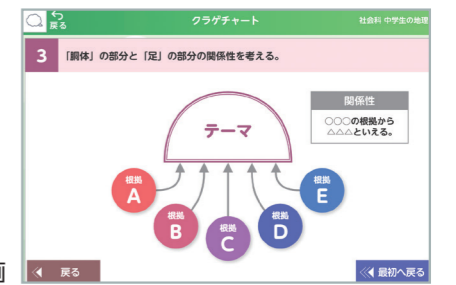 戻る
クラゲチャート
社会科 中学生の地理
3
「胴体」の部分と「足」の部分の関係性を考える。
関係性
○○○の根拠から
△△△といえる。
テーマ
根拠
A
根拠
B
根拠
C
根拠
D
根拠
E
戻る
最初へ戻る